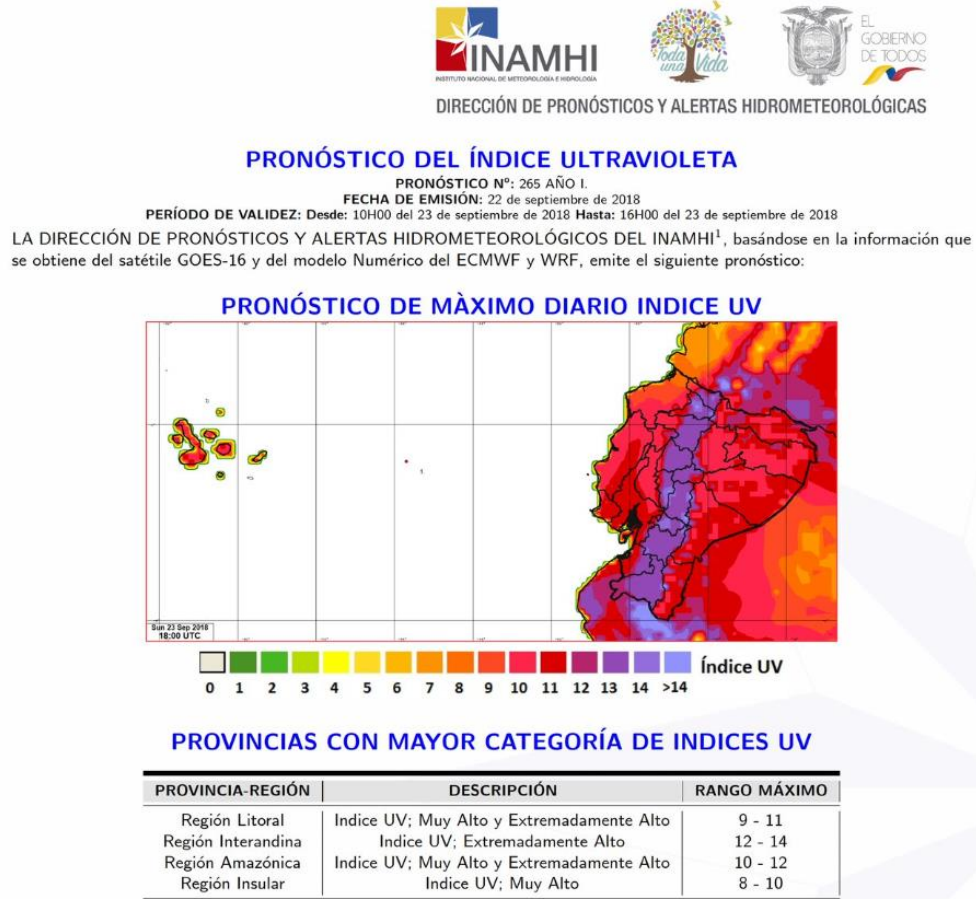 INAMHI
INSTITUTO NACIONAL DE METEOROLOGÍA E HIDROLOGÍA
Toda
una Vida
EL
GOBIERNO
DE TODOS
DIRECCIÓN DE PRONÓSTICOS Y ALERTAS HIDROMETEOROLÓGICAS
PRONÓSTICO DEL ÍNDICE ULTRAVIOLETA
PRONÓSTICO Nº: 265 AÑO I.
FECHA DE EMISIÓN: 22 de septiembre de 2018
PERÍODO DE VALIDEZ: Desde: 10H00 del 23 de septiembre de 2018 Hasta: 16H00 del 23 de septiembre de 2018
LA DIRECCIÓN DE PRONÓSTICOS Y ALERTAS HIDROMETEOROLÓGICOS DEL INAMHI¹, basándose en la información que
se obtiene del satétile GOES-16 y del modelo Numérico del ECMWF y WRF, emite el siguiente pronóstico:
PRONÓSTICO DE MÀXIMO DIARIO INDICE UV
Sun 23 Sep 2018
18:00 UTC
Índice UV
0 1 2 3 4 5 6 7 8 9 10 11 12 13 14 >14
PROVINCIAS CON MAYOR CATEGORÍA DE INDICES UV
PROVINCIA-REGIÓN DESCRIPCIÓN RANGO MÁXIMO
Región Litoral Indice UV; Muy Alto y Extremadamente Alto 9 - 11
Región Interandina Indice UV; Extremadamente Alto 12 - 14
Región Amazónica Indice UV; Muy Alto y Extremadamente Alto 10 - 12
Región Insular Indice UV; Muy Alto 8 - 10